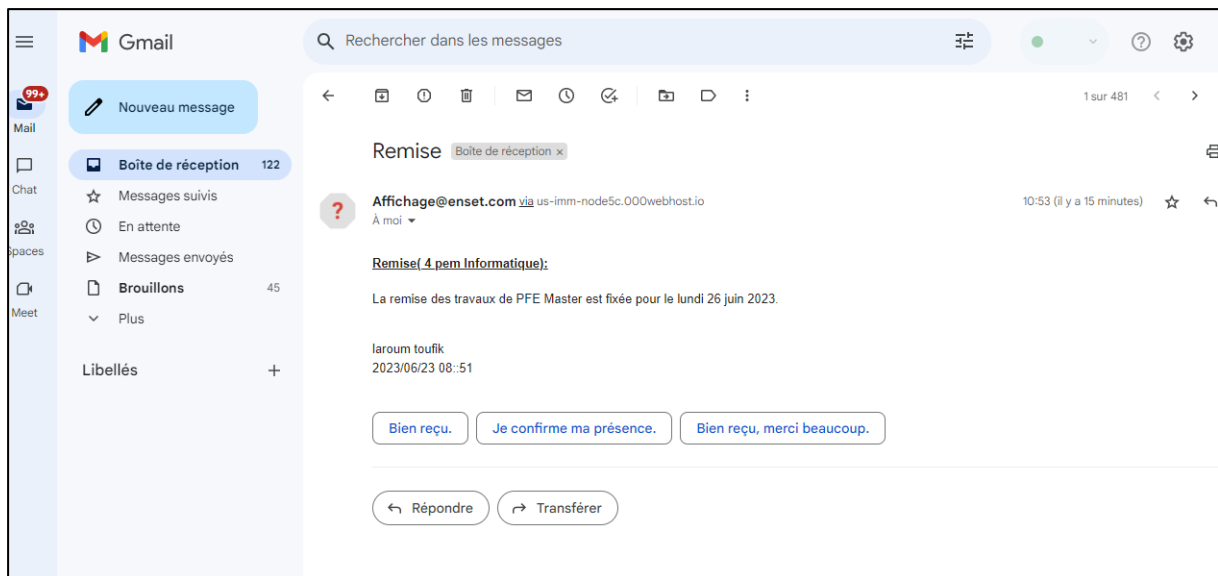 Gmail
Rechercher dans les messages
99+
Mail
Chat
Spaces
Meet
Nouveau message
Boîte de réception 122
Messages suivis
En attente
Messages envoyés
Brouillons 45
Plus
Libellés +
1 sur 481
Remise Boîte de réception ×
Affichage@enset.com via us-imm-node5c.000webhost.io 10:53 (il y a 15 minutes)
À moi
Remise( 4 pem Informatique):
La remise des travaux de PFE Master est fixée pour le lundi 26 juin 2023.
laroum toufik
2023/06/23 08::51
Bien reçu. Je confirme ma présence. Bien reçu, merci beaucoup.
Répondre Transférer